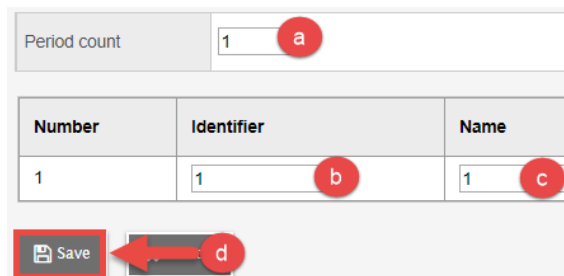 Period count 1 a
Number Identifier Name
1 1 b 1 c
Save d